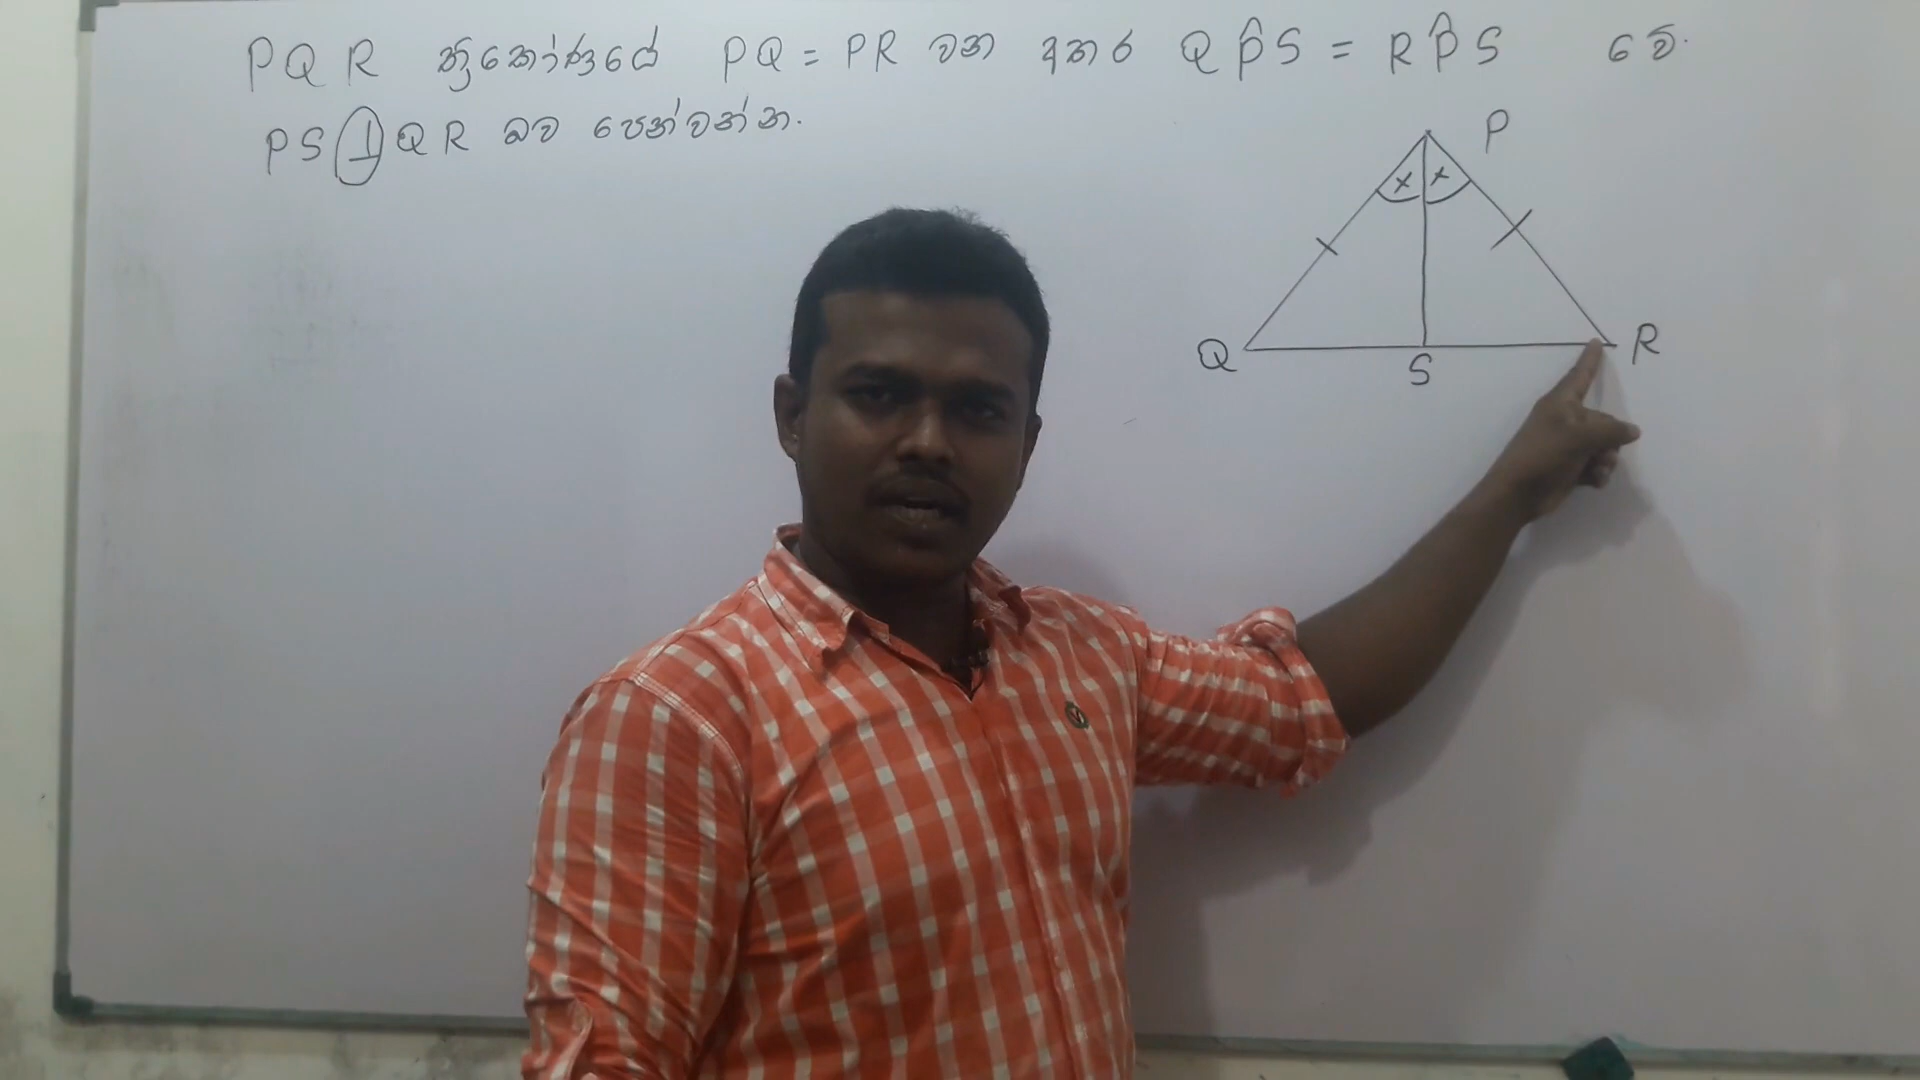 PQR ත්‍රිකෝණයේ PQ = PR වන අතර QP̂S = RP̂S වේ.
PS ⊥ QR බව පෙන්වන්න.
P
x x
Q
S
R